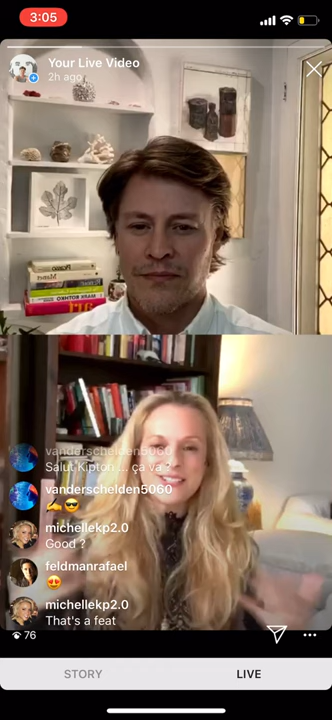 3:05
Your Live Video
2h ago
vanderschelden5060
Salut Kipton ... ça va ?
vanderschelden5060
✍️😎
michellekp2.0
Good ?
feldmanrafael
😍
michellekp2.0
That's a feat
76
STORY
LIVE